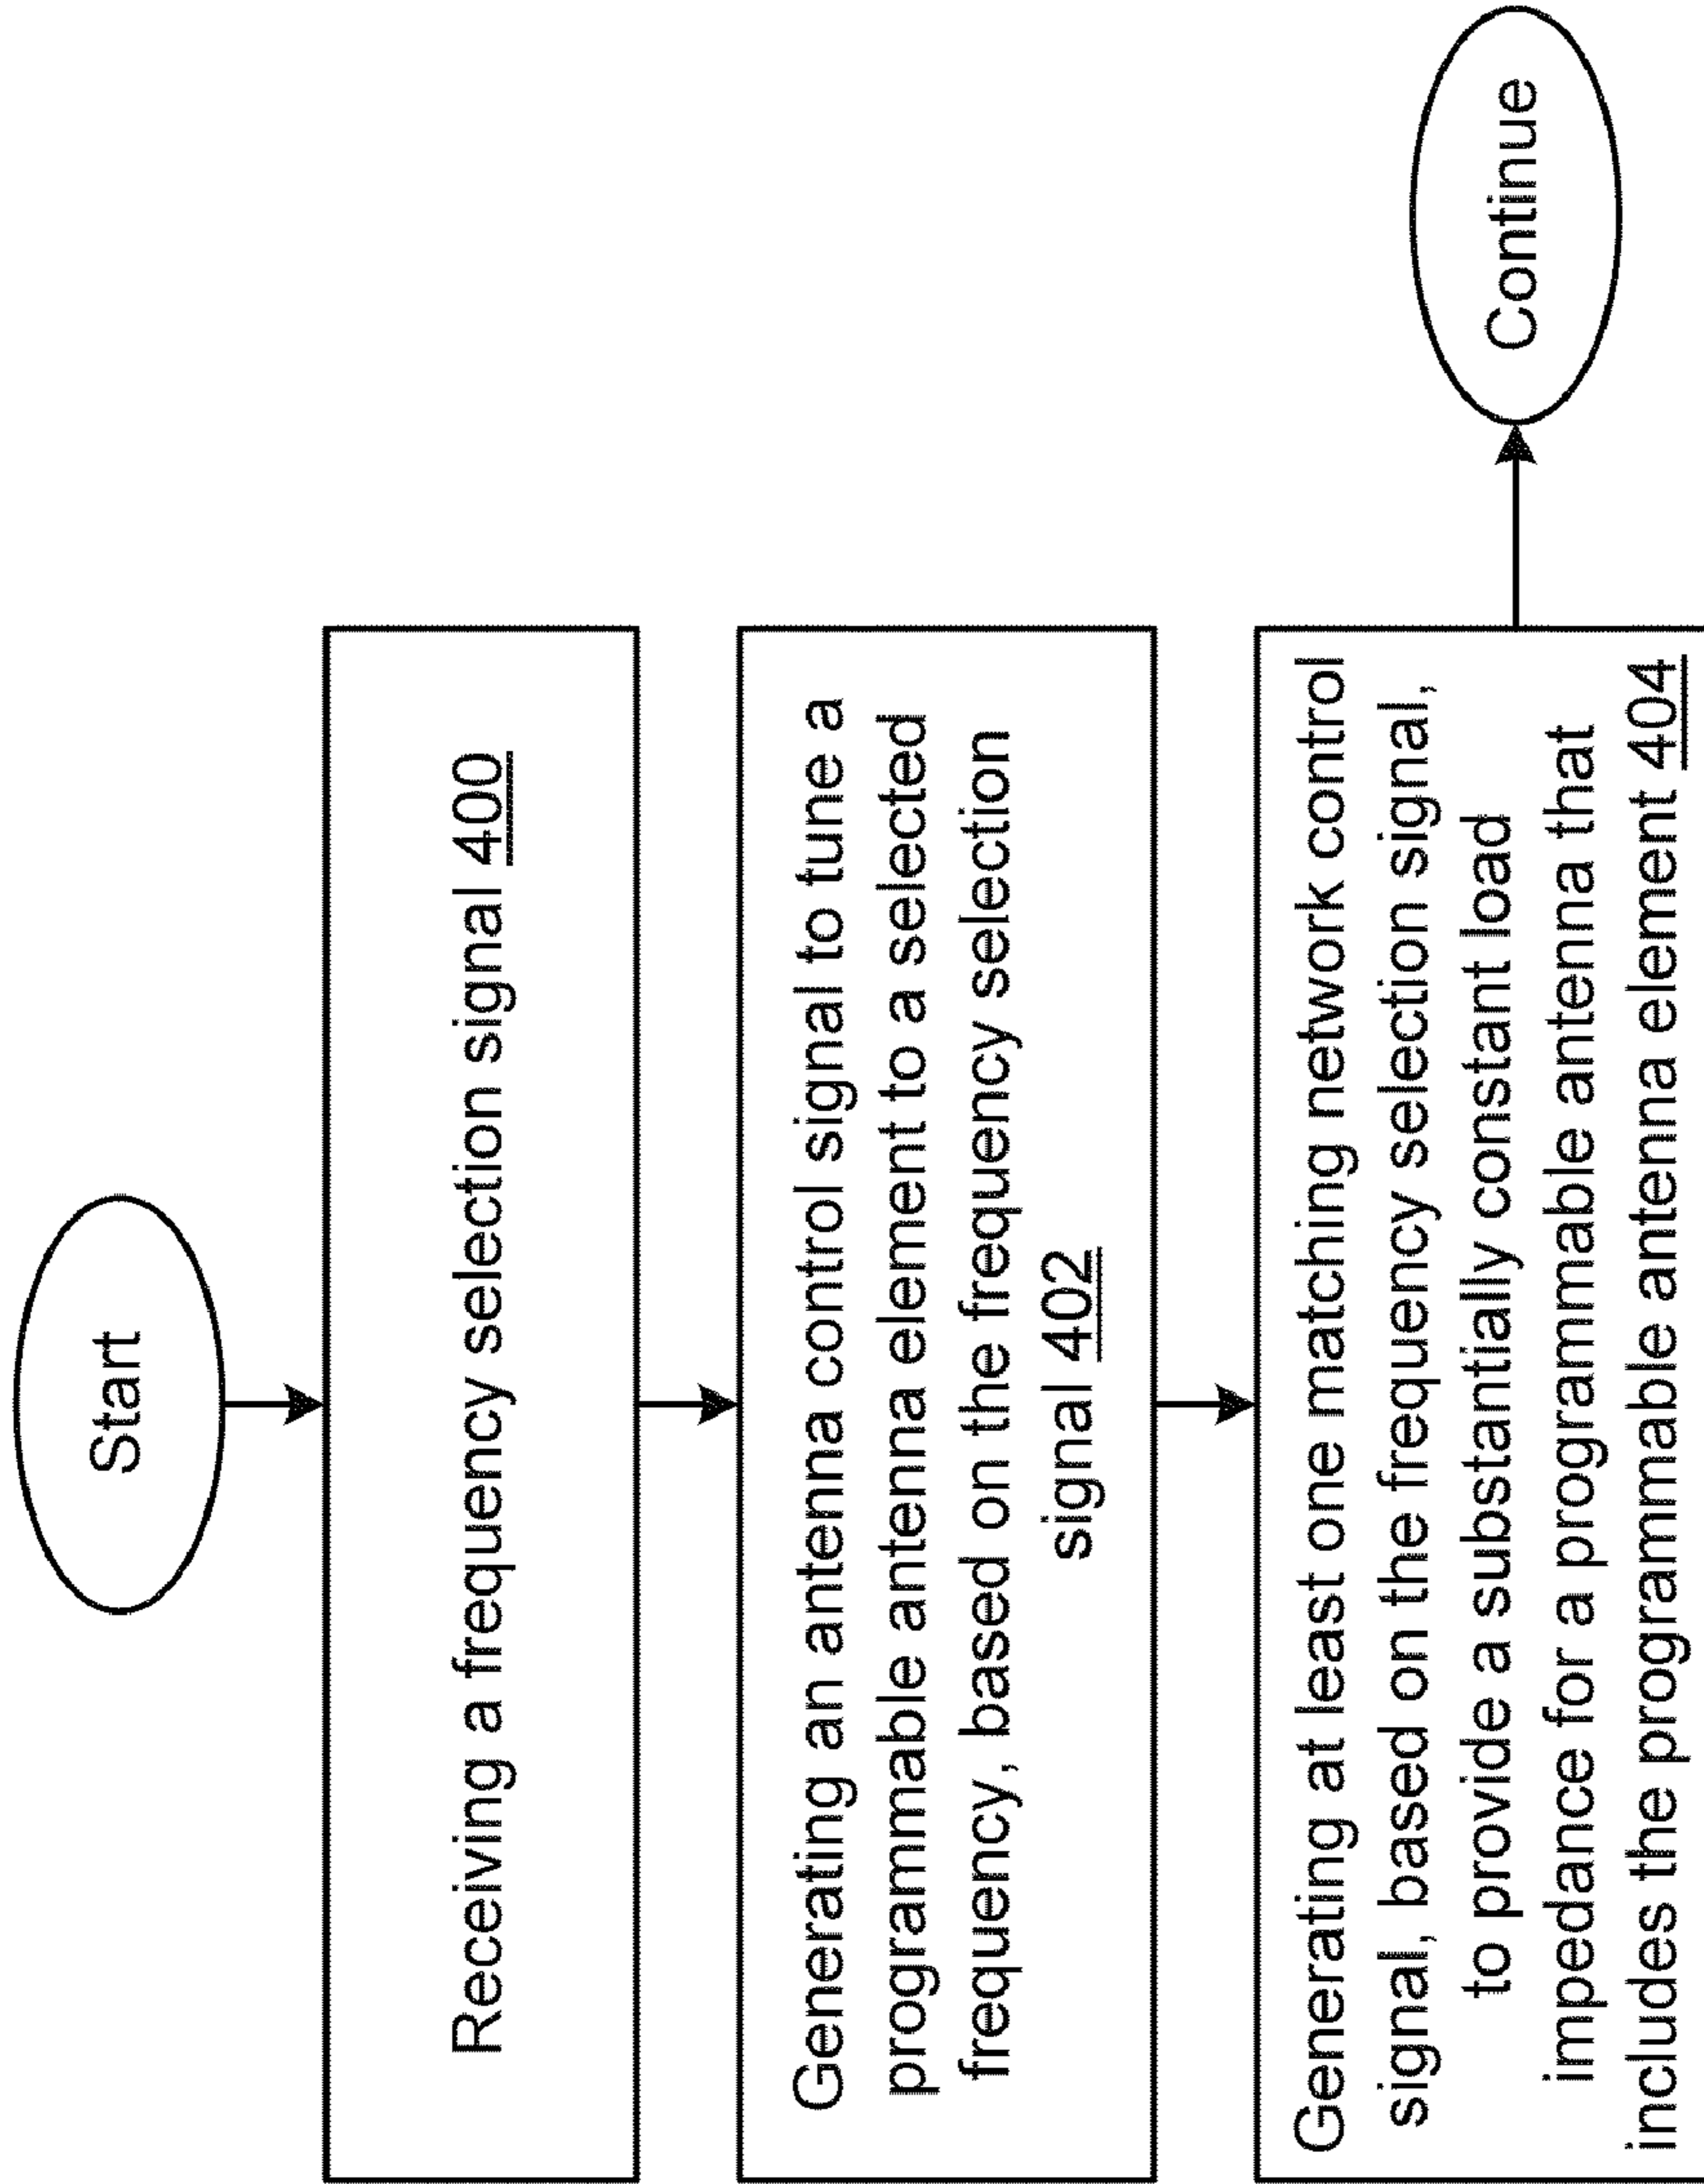 Start
Receiving a frequency selection signal 400
Generating an antenna control signal to tune a
programmable antenna element to a selected
frequency, based on the frequency selection
signal 402
Generating at least one matching network control
signal, based on the frequency selection signal,
to provide a substantially constant load
impedance for a programmable antenna that
includes the programmable antenna element 404
Continue